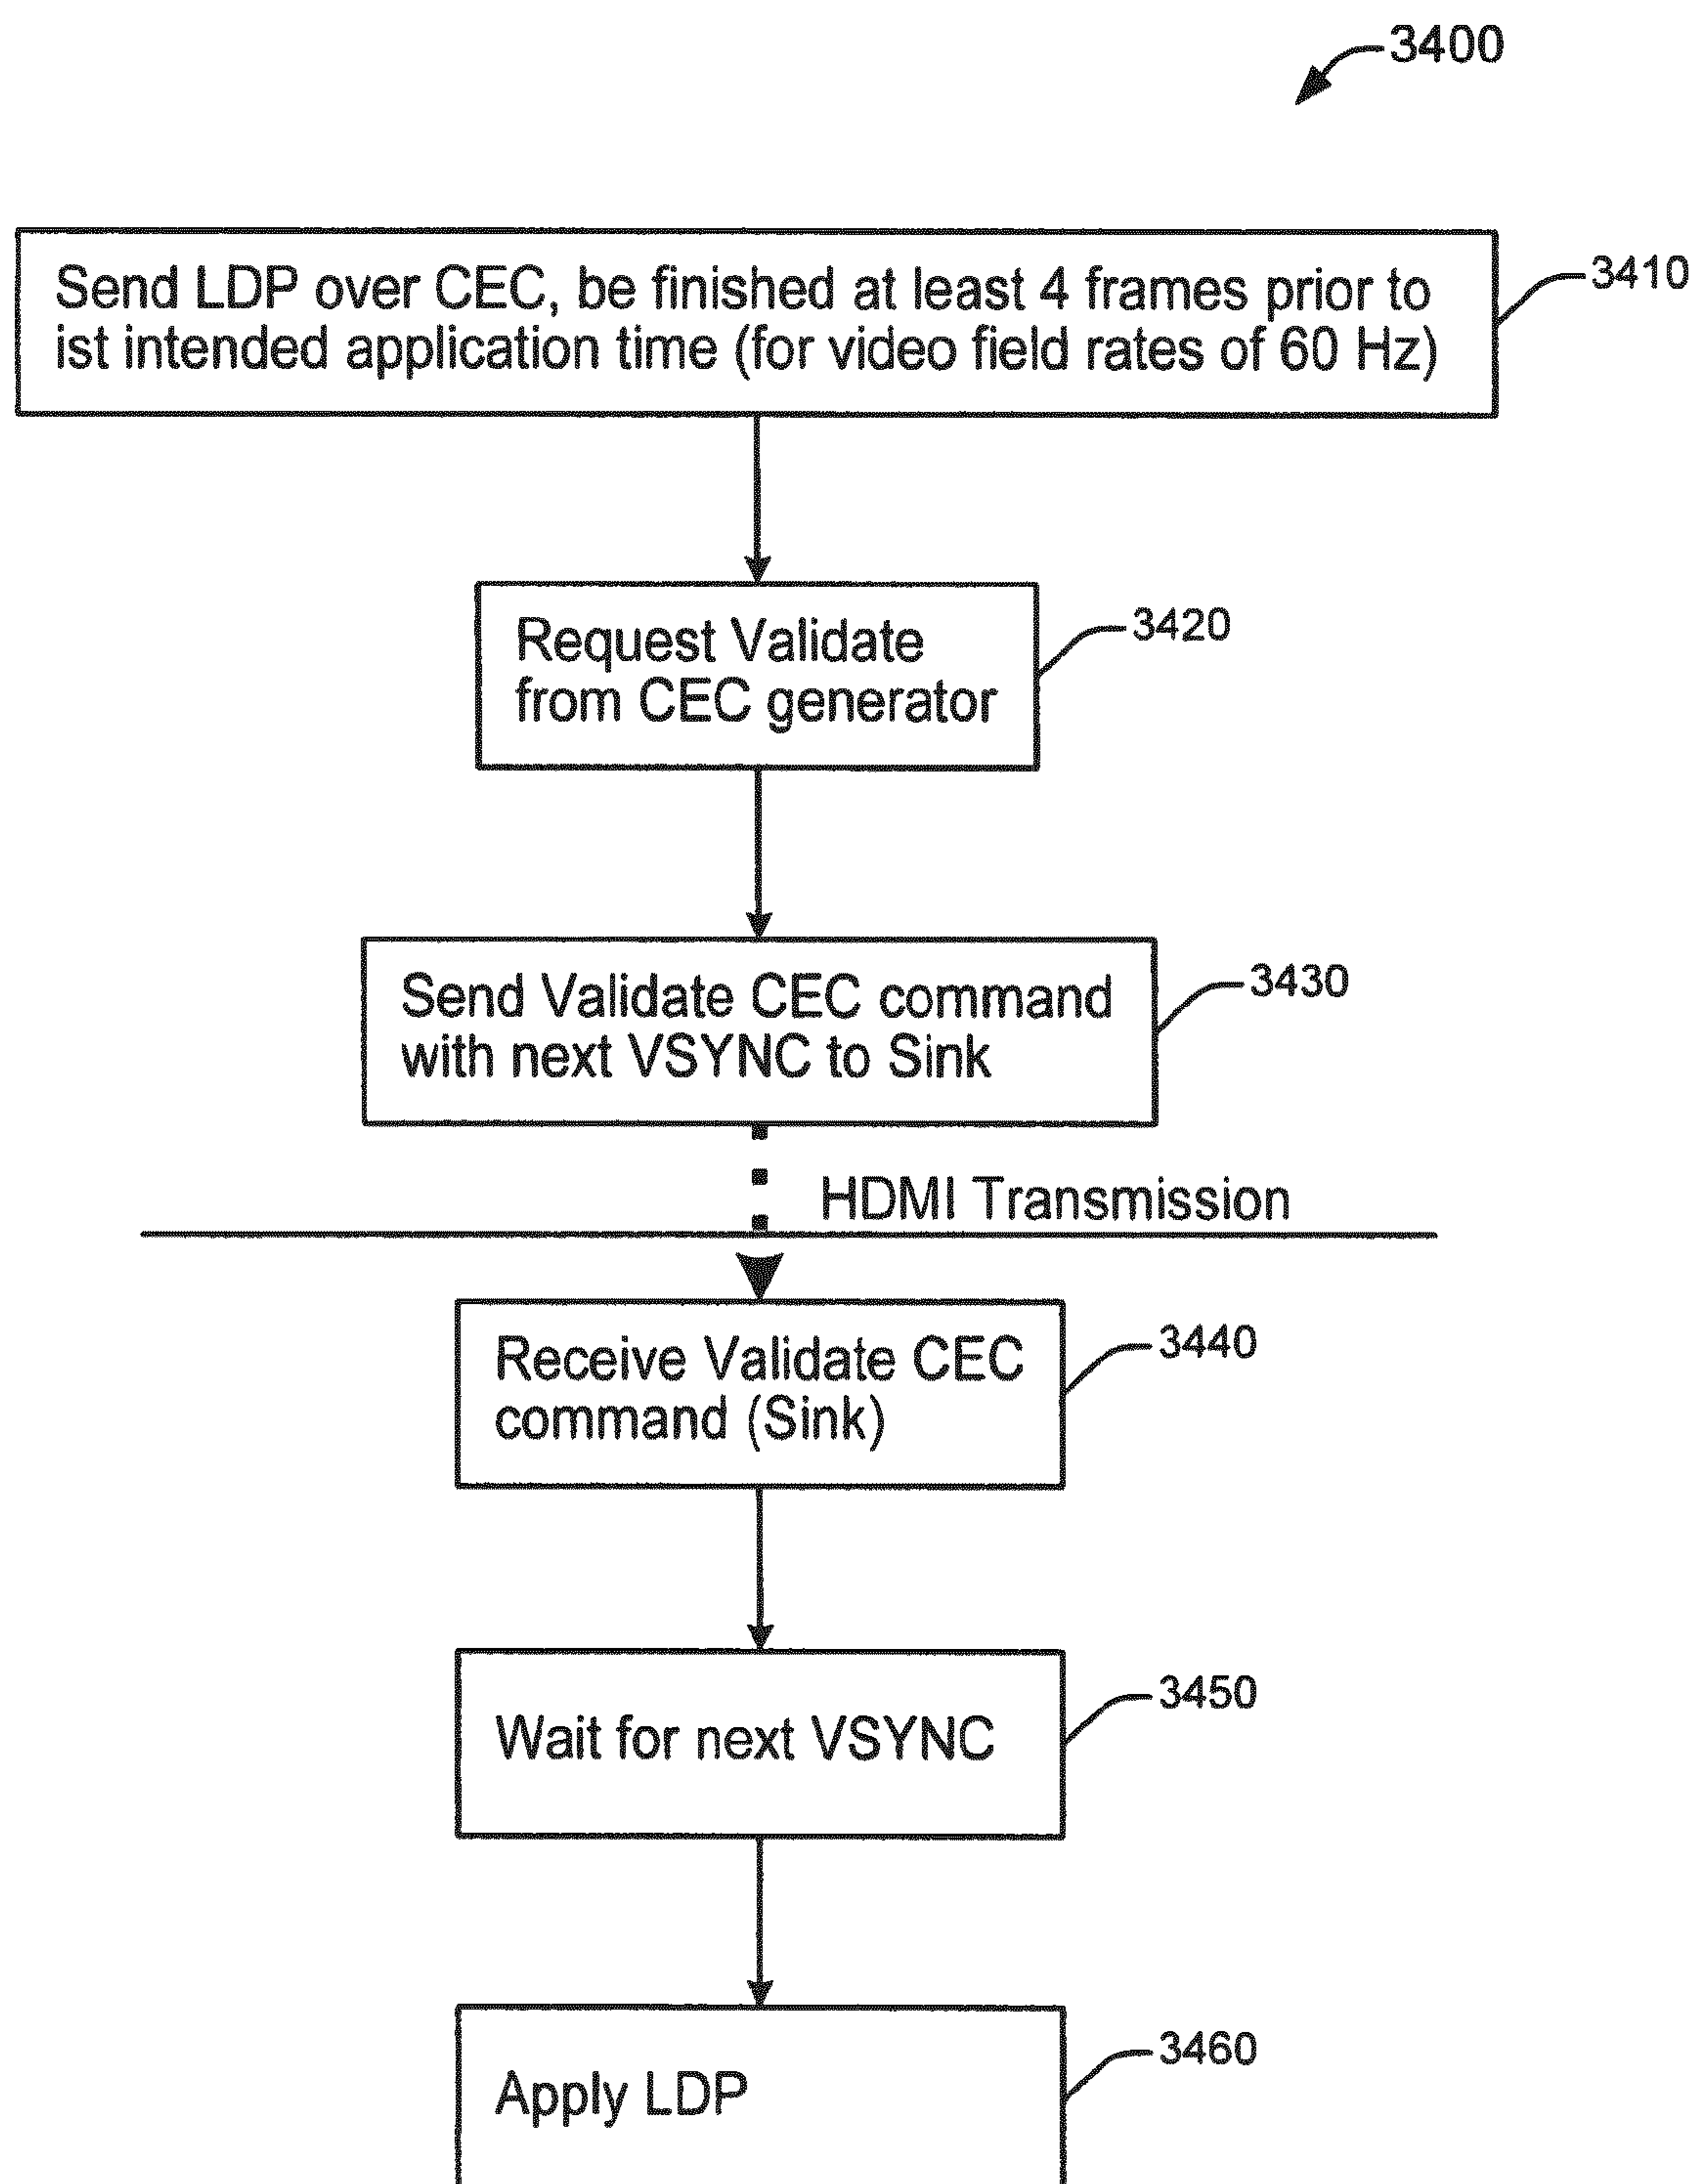 3400
Send LDP over CEC, be finished at least 4 frames prior to
ist intended application time (for video field rates of 60 Hz)
3410
Request Validate
from CEC generator
3420
Send Validate CEC command
with next VSYNC to Sink
3430
HDMI Transmission
Receive Validate CEC
command (Sink)
3440
Wait for next VSYNC
3450
Apply LDP
3460